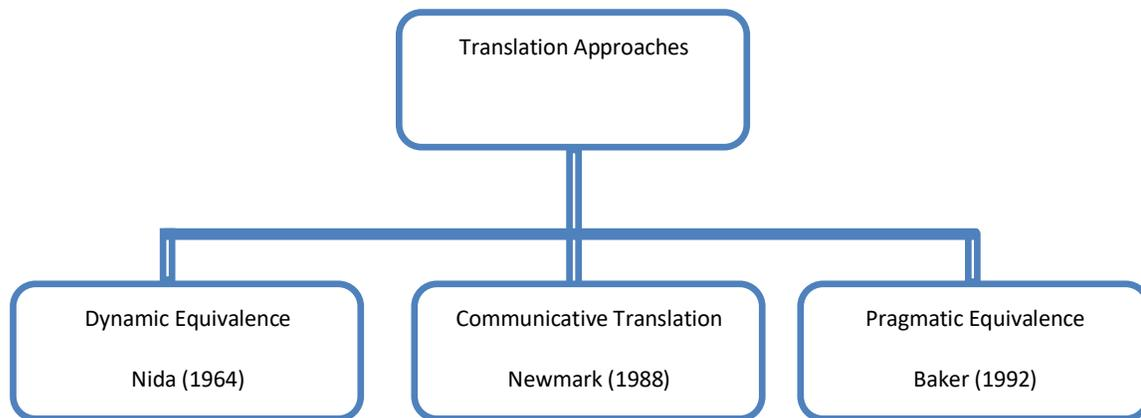 Translation Approaches
Dynamic Equivalence
Nida (1964)
Communicative Translation
Newmark (1988)
Pragmatic Equivalence
Baker (1992)